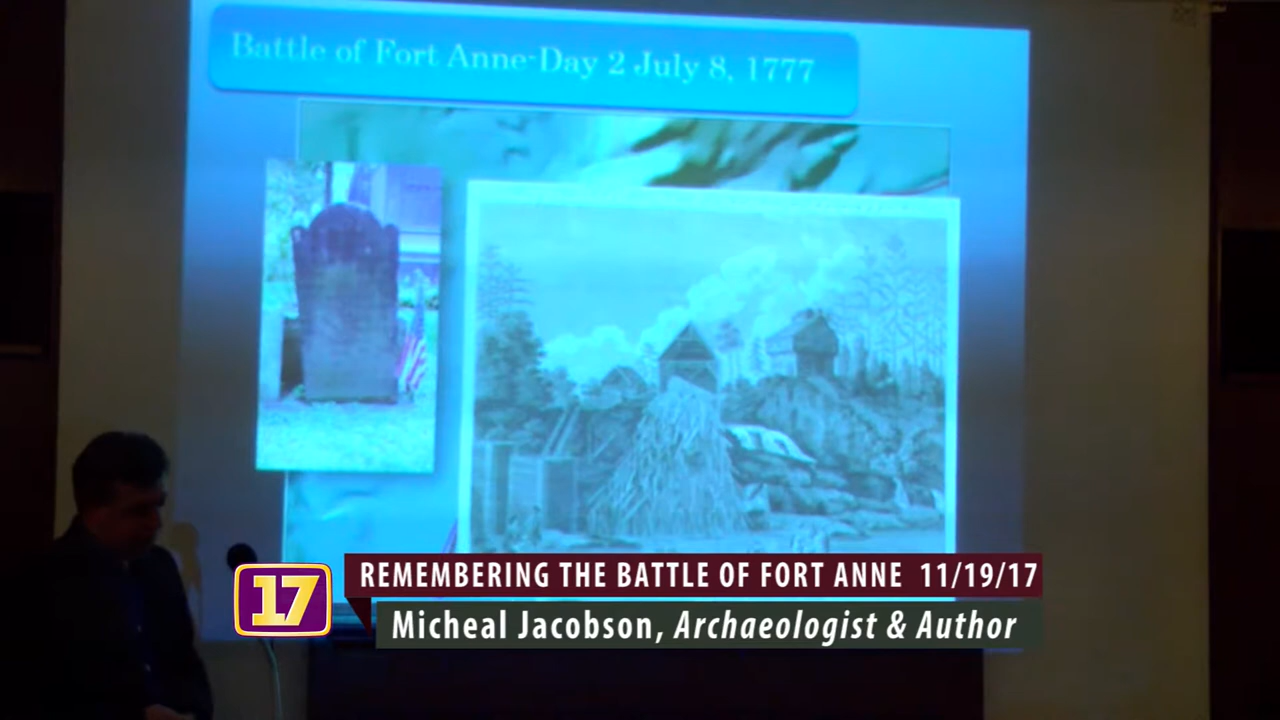 Battle of Fort Anne-Day 2 July 8, 1777
17
REMEMBERING THE BATTLE OF FORT ANNE 11/19/17
Micheal Jacobson, Archaeologist & Author